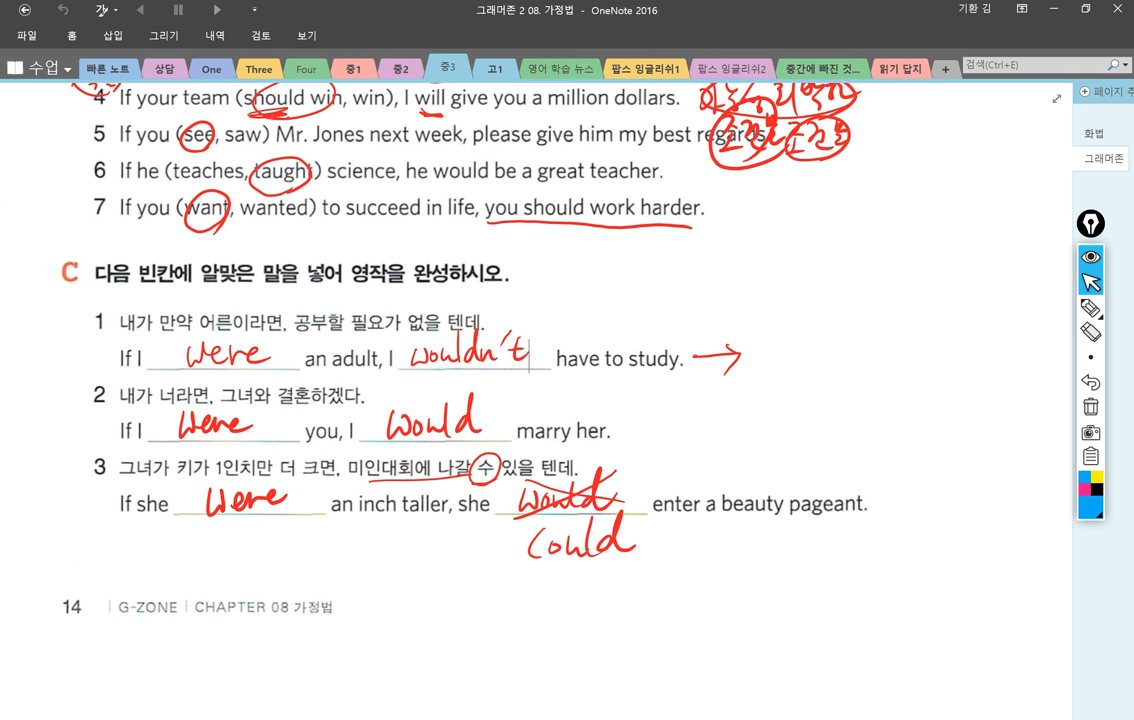 그래머존 2 08. 가정법 - OneNote 2016
기환 김
파일 홈 삽입 그리기 내역 검토 보기
수업 빠른 노트 상담 One Three Four 중1 중2 중3 고1 영어 학습 뉴스 팝스 잉글리쉬1 팝스 잉글리쉬2 중간에 빠진 것... 읽기 답지 + 검색(Ctrl+E)
페이지 추
화법
그래머존
4 If your team (should win, win), I will give you a million dollars.
5 If you (see, saw) Mr. Jones next week, please give him my best regards.
6 If he (teaches, taught) science, he would be a great teacher.
7 If you (want, wanted) to succeed in life, you should work harder.
C 다음 빈칸에 알맞은 말을 넣어 영작을 완성하시오.
1 내가 만약 어른이라면, 공부할 필요가 없을 텐데.
If I were an adult, I wouldn't have to study. →
2 내가 너라면, 그녀와 결혼하겠다.
If I were you, I would marry her.
3 그녀가 키가 1인치만 더 크면, 미인대회에 나갈 수 있을 텐데.
If she were an inch taller, she would enter a beauty pageant.
could
14 G-ZONE CHAPTER 08 가정법